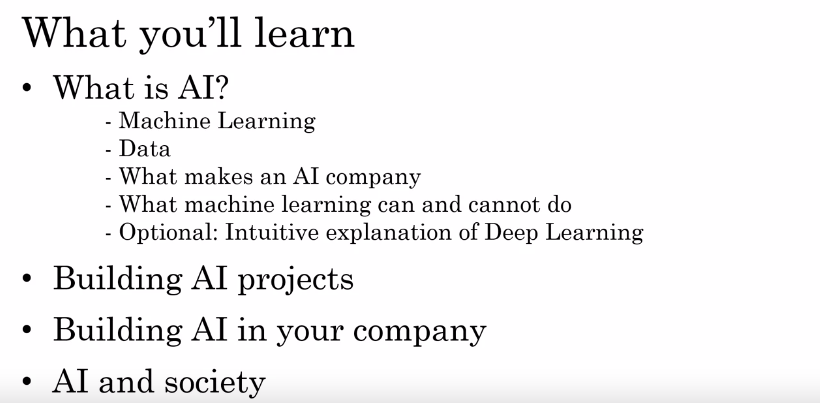 What you’ll learn
• What is AI?
- Machine Learning
- Data
- What makes an AI company
- What machine learning can and cannot do
- Optional: Intuitive explanation of Deep Learning
• Building AI projects
• Building AI in your company
• AI and society